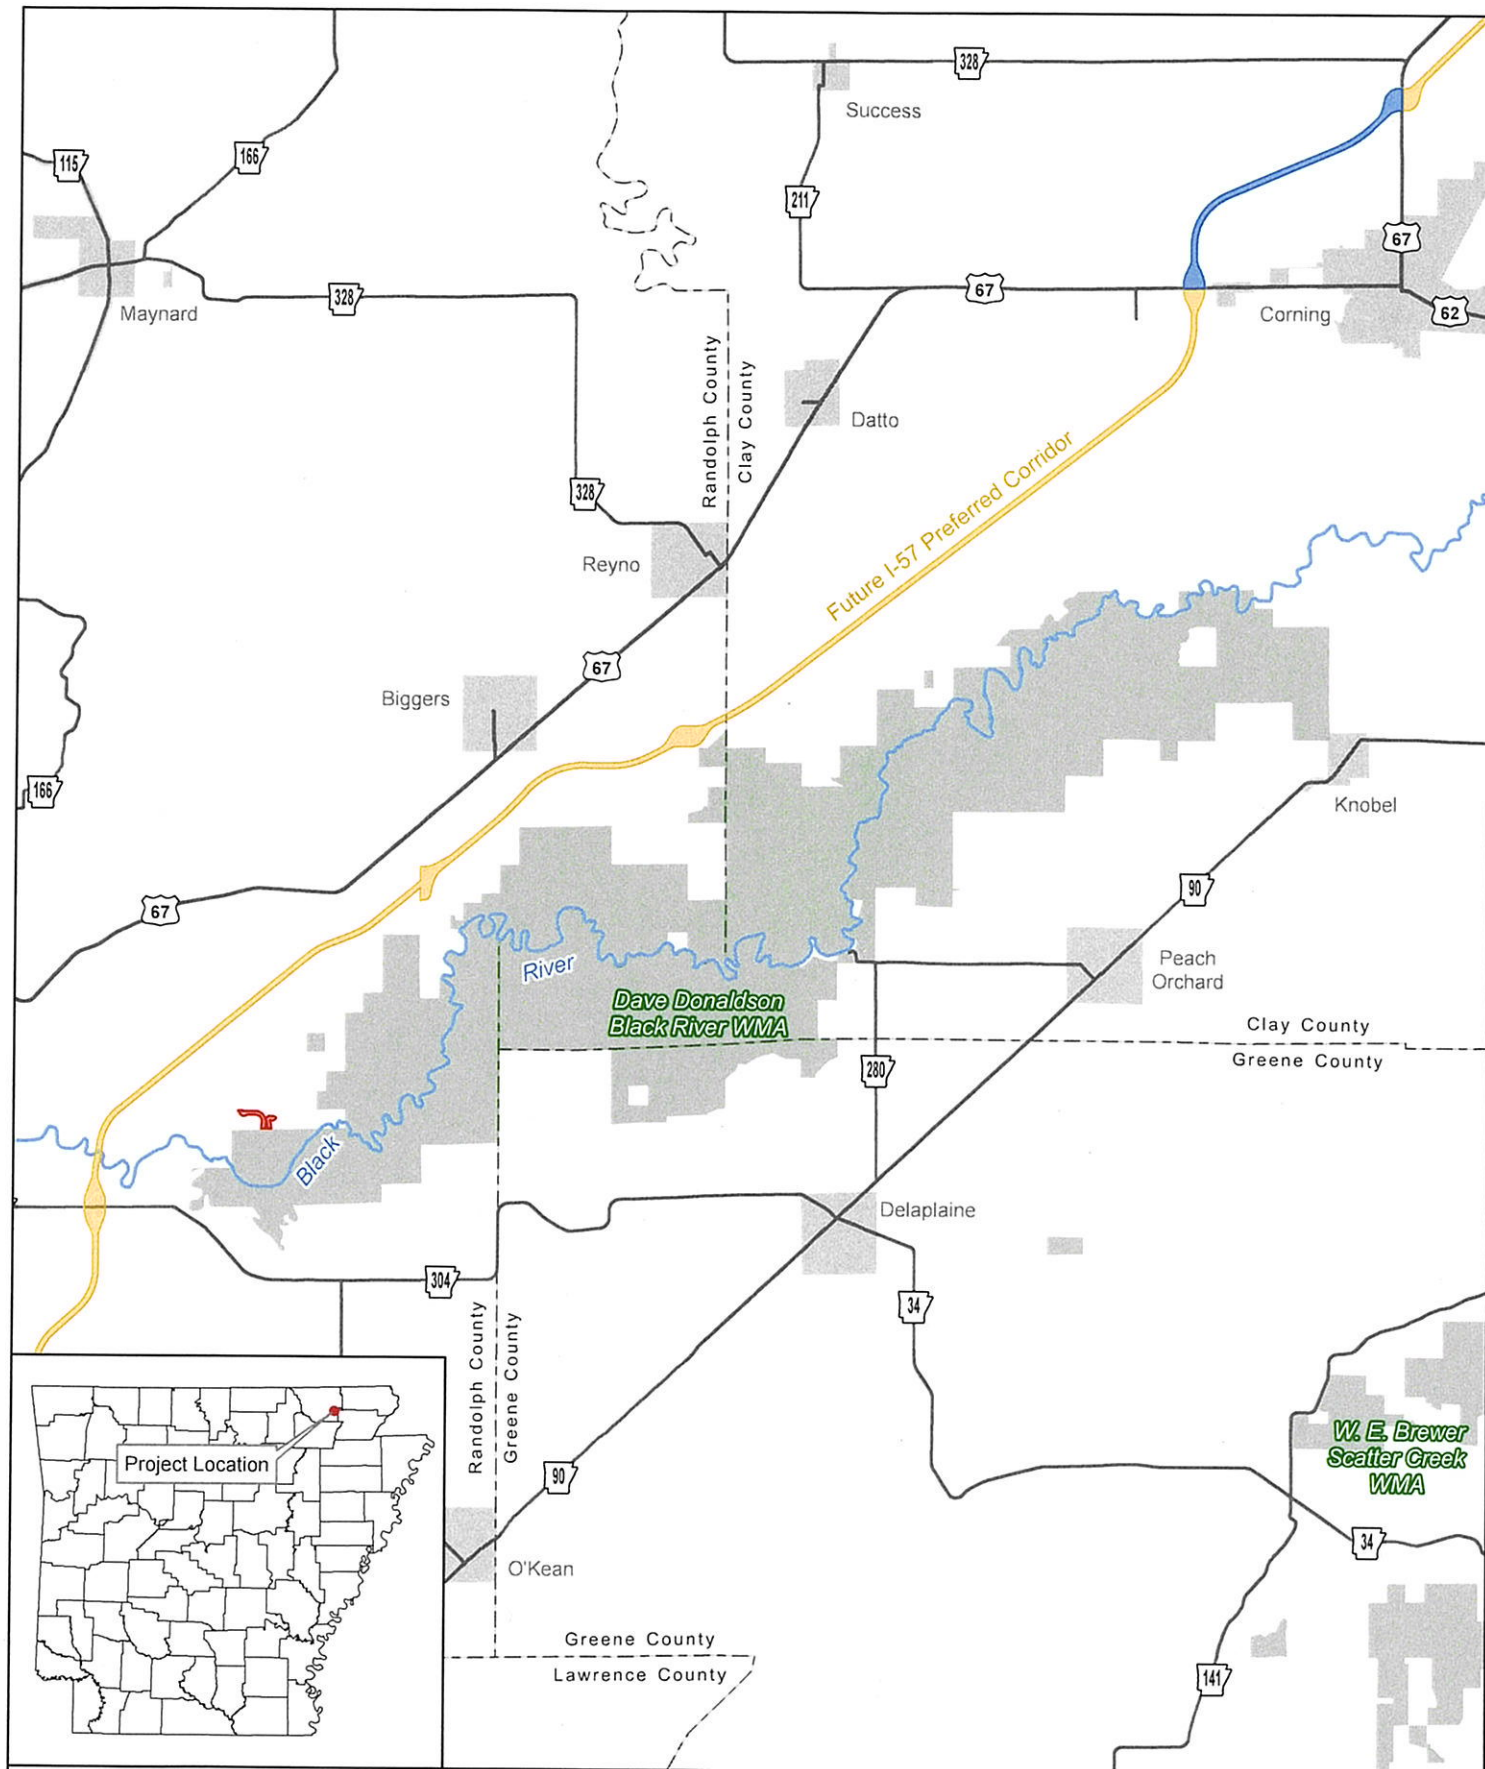 328
Success
115
166
211
67
Maynard
328
67
Corning
62
Randolph County
Clay County
Datto
Future I-57 Preferred Corridor
328
Reyno
67
Biggers
166
Knobel
67
90
River
Peach
Orchard
Dave Donaldson
Black River WMA
Clay County
Greene County
280
Black
Delaplaine
304
34
Randolph County
Greene County
Project Location
W. E. Brewer
Scatter Creek
WMA
90
34
O'Kean
Greene County
Lawrence County
141